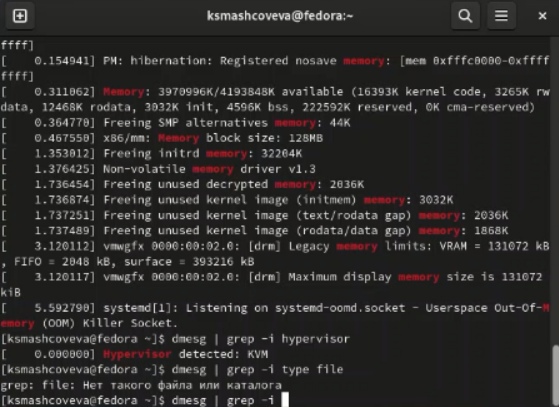 ksmashcoveva@fedora:~
ffff]
[    0.154941] PM: hibernation: Registered nosave memory: [mem 0xfffc0000-0xffff
ffff]
[    0.311062] Memory: 3970996K/4193848K available (16393K kernel code, 3265K rw
data, 12468K rodata, 3032K init, 4596K bss, 222592K reserved, 0K cma-reserved)
[    0.364770] Freeing SMP alternatives memory: 44K
[    0.467550] x86/mm: Memory block size: 128MB
[    1.353012] Freeing initrd memory: 32204K
[    1.376425] Non-volatile memory driver v1.3
[    1.736454] Freeing unused decrypted memory: 2036K
[    1.736874] Freeing unused kernel image (initmem) memory: 3032K
[    1.737251] Freeing unused kernel image (text/rodata gap) memory: 2036K
[    1.737489] Freeing unused kernel image (rodata/data gap) memory: 1868K
[    3.120112] vmwgfx 0000:00:02.0: [drm] Legacy memory limits: VRAM = 131072 kB
, FIFO = 2048 kB, surface = 393216 kB
[    3.120117] vmwgfx 0000:00:02.0: [drm] Maximum display memory size is 131072
kiB
[    5.592790] systemd[1]: Listening on systemd-oomd.socket - Userspace Out-Of-M
emory (OOM) Killer Socket.
[ksmashcoveva@fedora ~]$ dmesg | grep -i hypervisor
[    0.000000] Hypervisor detected: KVM
[ksmashcoveva@fedora ~]$ dmesg | grep -i type file
grep: file: Нет такого файла или каталога
[ksmashcoveva@fedora ~]$ dmesg | grep -i